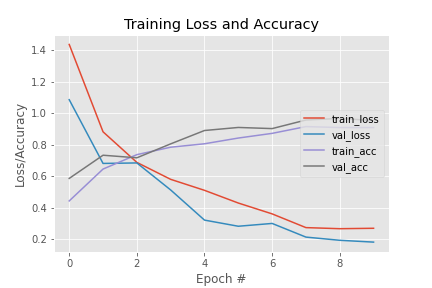 Training Loss and Accuracy
1.4
1.2
1.0
0.8
0.6
0.4
0.2
Loss/Accuracy
train_loss
val_loss
train_acc
val_acc
0 2 4 6 8
Epoch #